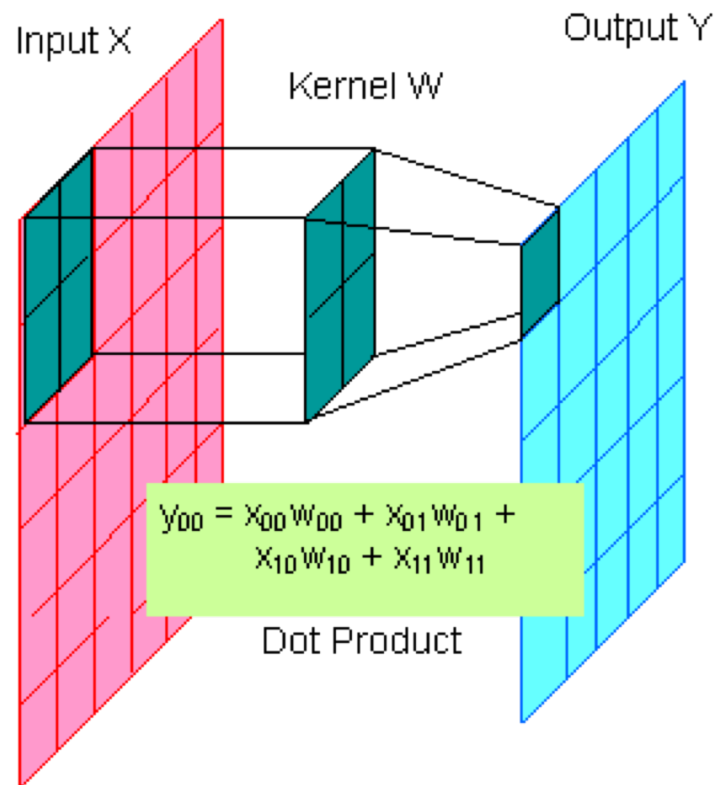 Input X
Output Y
Kernel W
y₀₀ = x₀₀w₀₀ + x₀₁w₀₁ +
x₁₀w₁₀ + x₁₁w₁₁
Dot Product